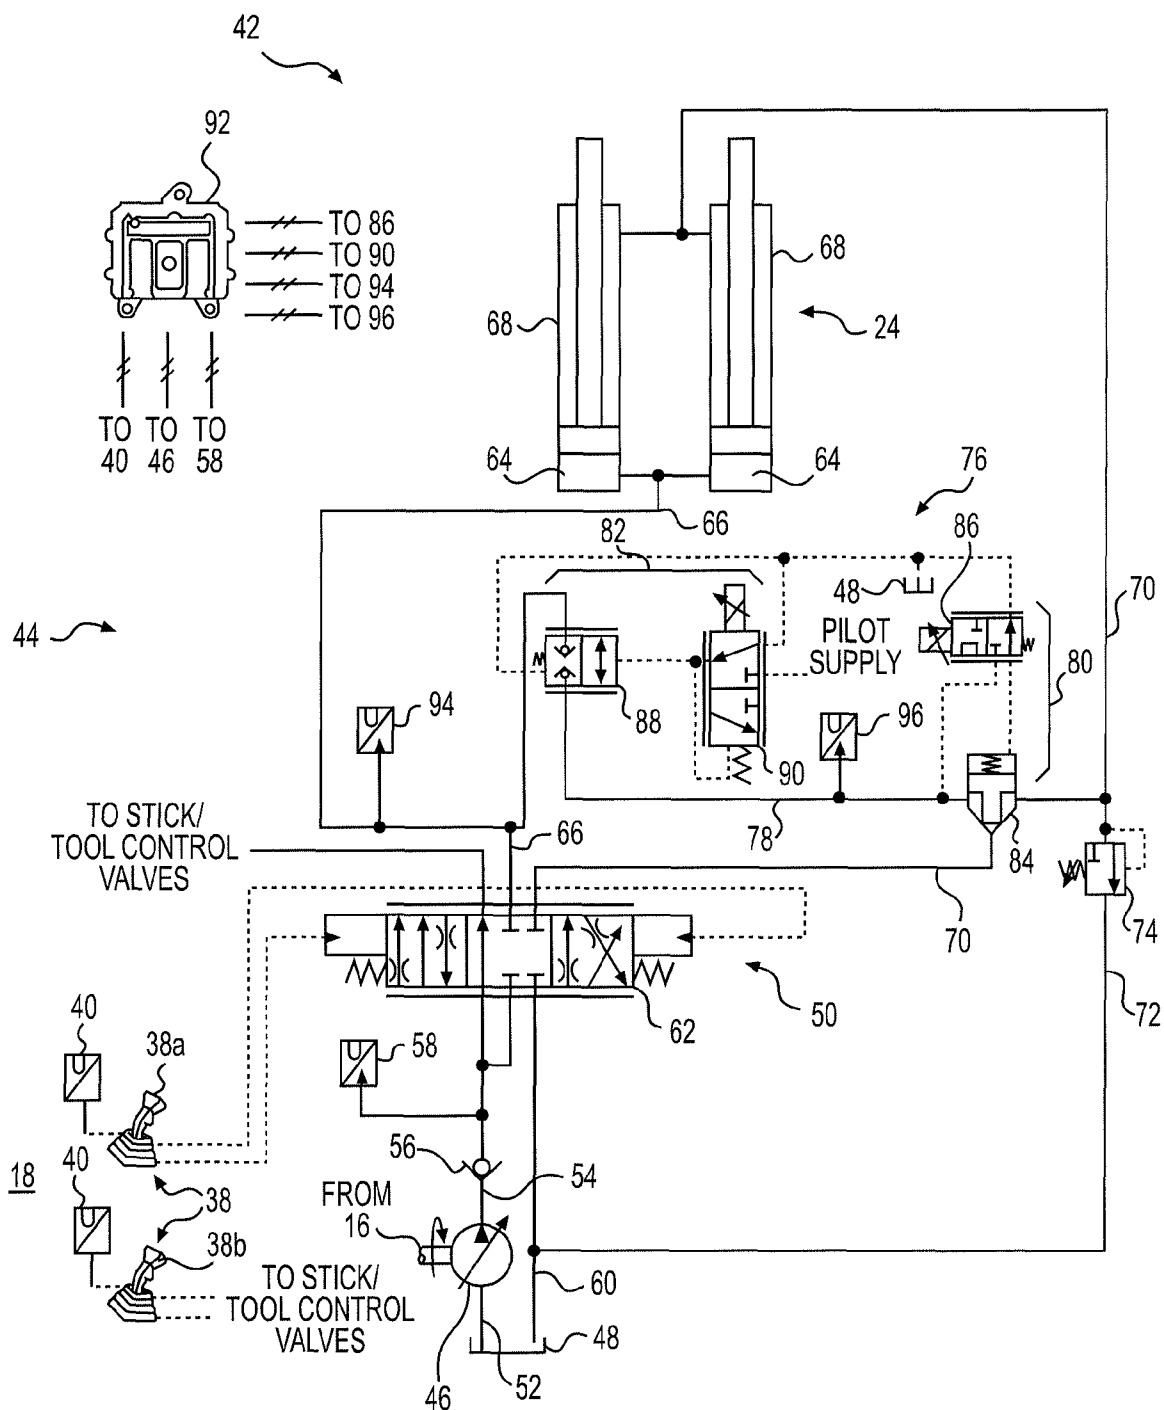 42
92
TO 86
TO 90
TO 94
TO 96
TO 40
TO 46
TO 58
68
68
24
64
64
76
66
82
86
48
70
44
PILOT
SUPPLY
80
94
88
96
90
TO STICK/
TOOL CONTROL
VALVES
66
78
84
70
74
50
72
62
40
38a
58
40
56
54
18
38
FROM
16
38b
TO STICK/
TOOL CONTROL
VALVES
60
48
46
52